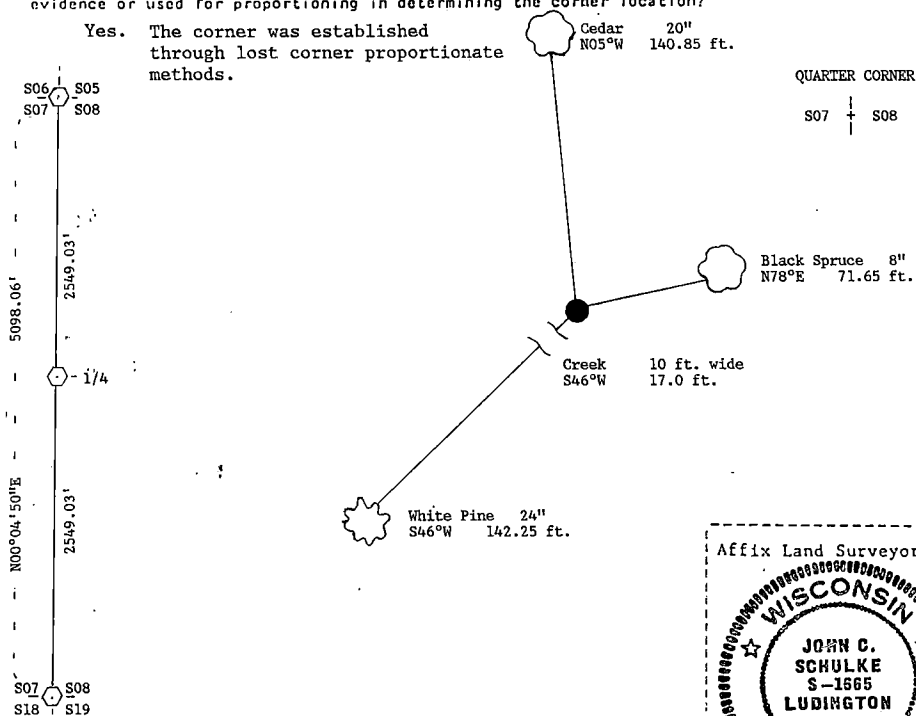 evidence or used for proportioning in determining the corner location?
Yes. The corner was established
through lost corner proportionate
methods.
Cedar 20"
N05°W 140.85 ft.
QUARTER CORNER
S07 + S08
S06 S05
S07 S08
5098.06'
2549.03'
1/4
N00°04'50"E
2549.03'
S07 S08
S18 S19
Black Spruce 8"
N78°E 71.65 ft.
Creek 10 ft. wide
S46°W 17.0 ft.
White Pine 24"
S46°W 142.25 ft.
Affix Land Surveyor
WISCONSIN
JOHN C.
SCHULKE
S-1665
LUDINGTON